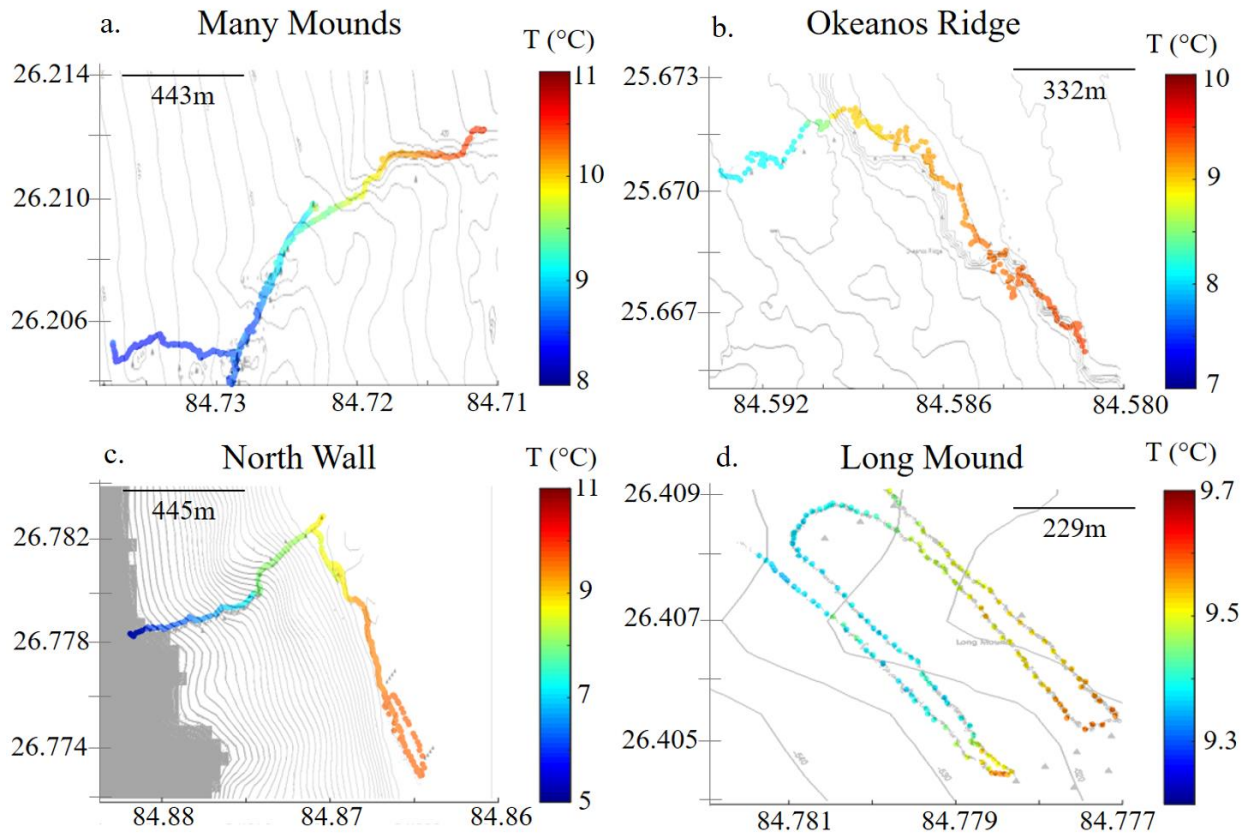 a. Many Mounds
T (°C)
26.214
26.210
26.206
443m
84.73 84.72 84.71
11
10
9
8
b. Okeanos Ridge
T (°C)
25.673
25.670
25.667
332m
84.592 84.586 84.580
10
9
8
7
c. North Wall
T (°C)
26.782
26.778
26.774
445m
84.88 84.86
11
9
7
5
d. Long Mound
T (°C)
26.409
26.407
26.405
229m
Long Mound
84.781 84.779 84.777
9.7
9.5
9.3